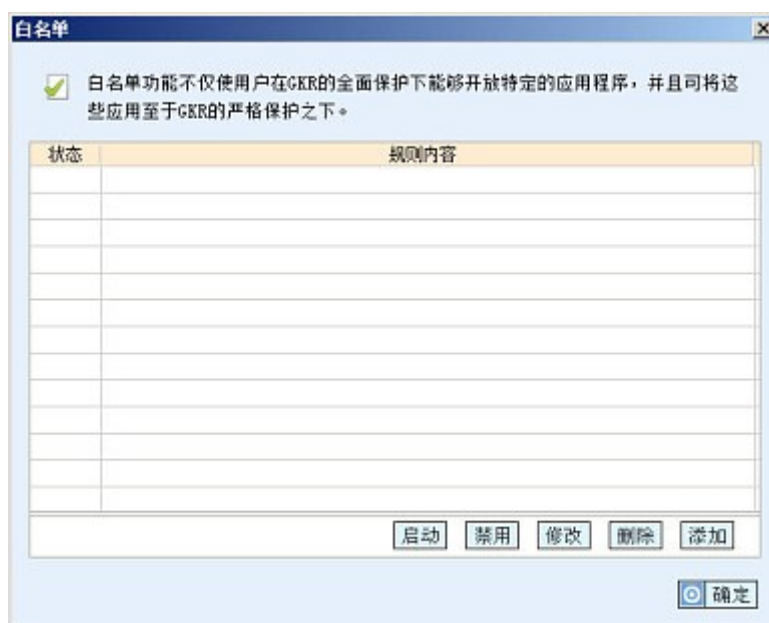 白名单
白名单功能不仅使用户在GKR的全面保护下能够开放特定的应用程序，并且可将这
些应用至于GKR的严格保护之下。
状态 规则内容
启动 禁用 修改 删除 添加
确定